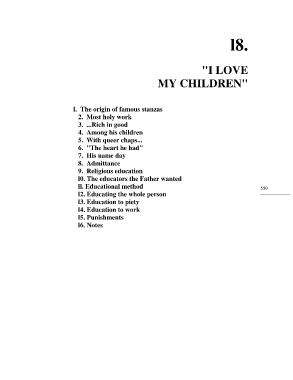 l8.
"I LOVE
MY CHILDREN"
l. The origin of famous stanzas
2. Most holy work
3. ...Rich in good
4. Among his children
5. With queer chaps...
6. "The heart he had"
7. His name day
8. Admittance
9. Religious education
l0. The educators the Father wanted
ll. Educational method
l2. Educating the whole person
l3. Education to piety
l4. Education to work
l5. Punishments
l6. Notes